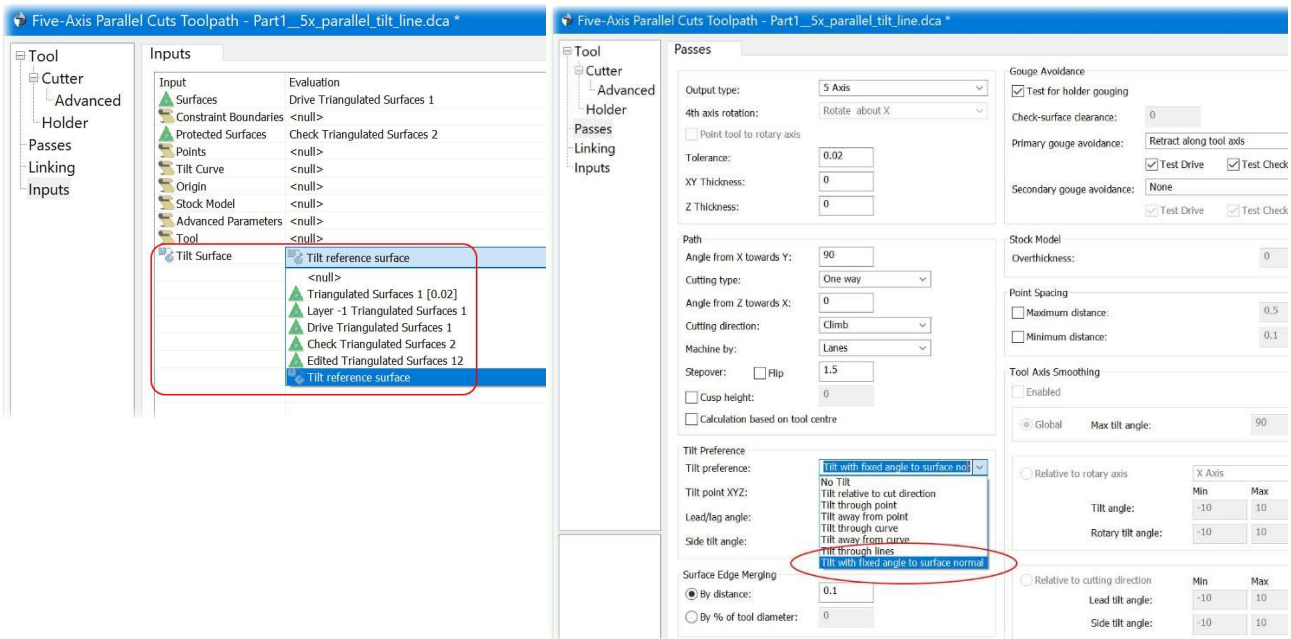 Five-Axis Parallel Cuts Toolpath - Part1__5x_parallel_tilt_line.dca *
Tool
Cutter
Advanced
Holder
Passes
Linking
Inputs
Inputs
Input Evaluation
Surfaces Drive Triangulated Surfaces 1
Constraint Boundaries <null>
Protected Surfaces Check Triangulated Surfaces 2
Points <null>
Tilt Curve <null>
Origin <null>
Stock Model <null>
Advanced Parameters <null>
Tool <null>
Tilt Surface Tilt reference surface
<null>
Triangulated Surfaces 1 [0.02]
Layer -1 Triangulated Surfaces 1
Drive Triangulated Surfaces 1
Check Triangulated Surfaces 2
Edited Triangulated Surfaces 12
Tilt reference surface
Five-Axis Parallel Cuts Toolpath - Part1__5x_parallel_tilt_line.dca *
Tool
Cutter
Advanced
Holder
Passes
Linking
Inputs
Passes
Output type: 5 Axis
4th axis rotation: Rotate about X
Point tool to rotary axis
Tolerance: 0.02
XY Thickness: 0
Z Thickness: 0
Path
Angle from X towards Y: 90
Cutting type: One way
Angle from Z towards X: 0
Cutting direction: Climb
Machine by: Lanes
Stepover: Flip 1.5
Cusp height: 0
Calculation based on tool centre
Tilt Preference
Tilt preference: Tilt with fixed angle to surface no
No Tilt
Tilt relative to cut direction
Tilt through point
Tilt away from point
Tilt through curve
Tilt away from curve
Tilt through lines
Tilt with fixed angle to surface normal
Tilt point XYZ:
Lead/lag angle:
Side tilt angle:
Surface Edge Merging
By distance: 0.1
By % of tool diameter: 0
Gouge Avoidance
Test for holder gouging
Check-surface clearance: 0
Primary gouge avoidance: Retract along tool axis
Test Drive Test Check
Secondary gouge avoidance: None
Test Drive Test Check
Stock Model
Overthickness: 0
Point Spacing
Maximum distance: 0.5
Minimum distance: 0.1
Tool Axis Smoothing
Enabled
Global Max tilt angle: 90
Relative to rotary axis X Axis
Min Max
Tilt angle: -10 10
Rotary tilt angle: -10 10
Relative to cutting direction Min Max
Lead tilt angle: -10 10
Side tilt angle: -10 10